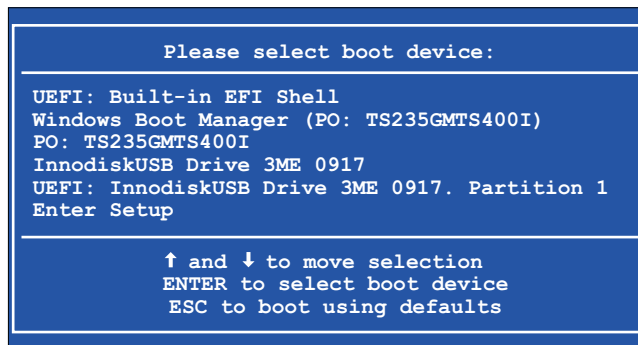 Please select boot device:
UEFI: Built-in EFI Shell
Windows Boot Manager (PO: TS235GMTS400I)
PO: TS235GMTS400I
InnodiskUSB Drive 3ME 0917
UEFI: InnodiskUSB Drive 3ME 0917. Partition 1
Enter Setup
↑ and ↓ to move selection
ENTER to select boot device
ESC to boot using defaults